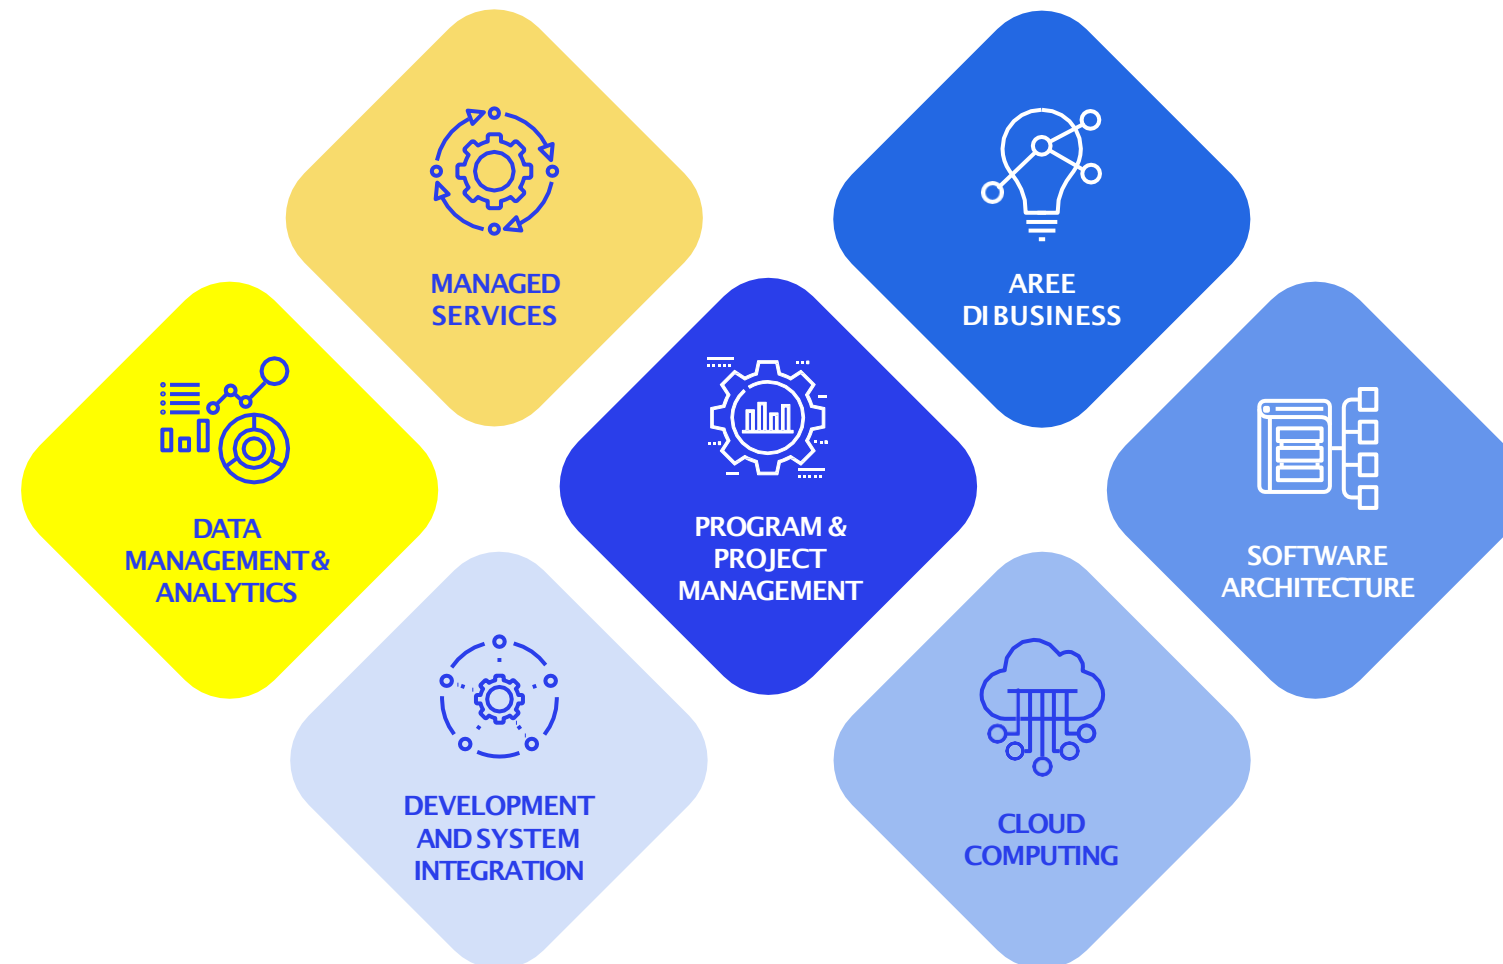 MANAGED
SERVICES
AREE
DI BUSINESS
DATA
MANAGEMENT &
ANALYTICS
PROGRAM &
PROJECT
MANAGEMENT
SOFTWARE
ARCHITECTURE
DEVELOPMENT
AND SYSTEM
INTEGRATION
CLOUD
COMPUTING